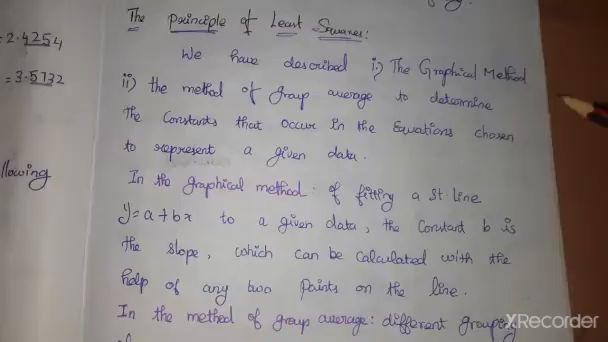 The Principle of Least Squares:
= 2.4254
We have described i) The Graphical Method
= 3.5732
ii) the method of group average to determine
the constants that occur in the Equations chosen
to represent a given data.
llowing
In the graphical method of fitting a st. line
y = a + bx to a given data, the constant b is
the slope, which can be calculated with the
help of any two points on the line.
In the method of group average: different grouping
XRecorder